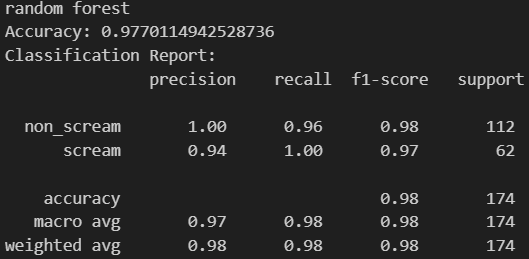 random forest
Accuracy: 0.9770114942528736
Classification Report:
precision recall f1-score support
non_scream 1.00 0.96 0.98 112
scream 0.94 1.00 0.97 62
accuracy 0.98 174
macro avg 0.97 0.98 0.98 174
weighted avg 0.98 0.98 0.98 174